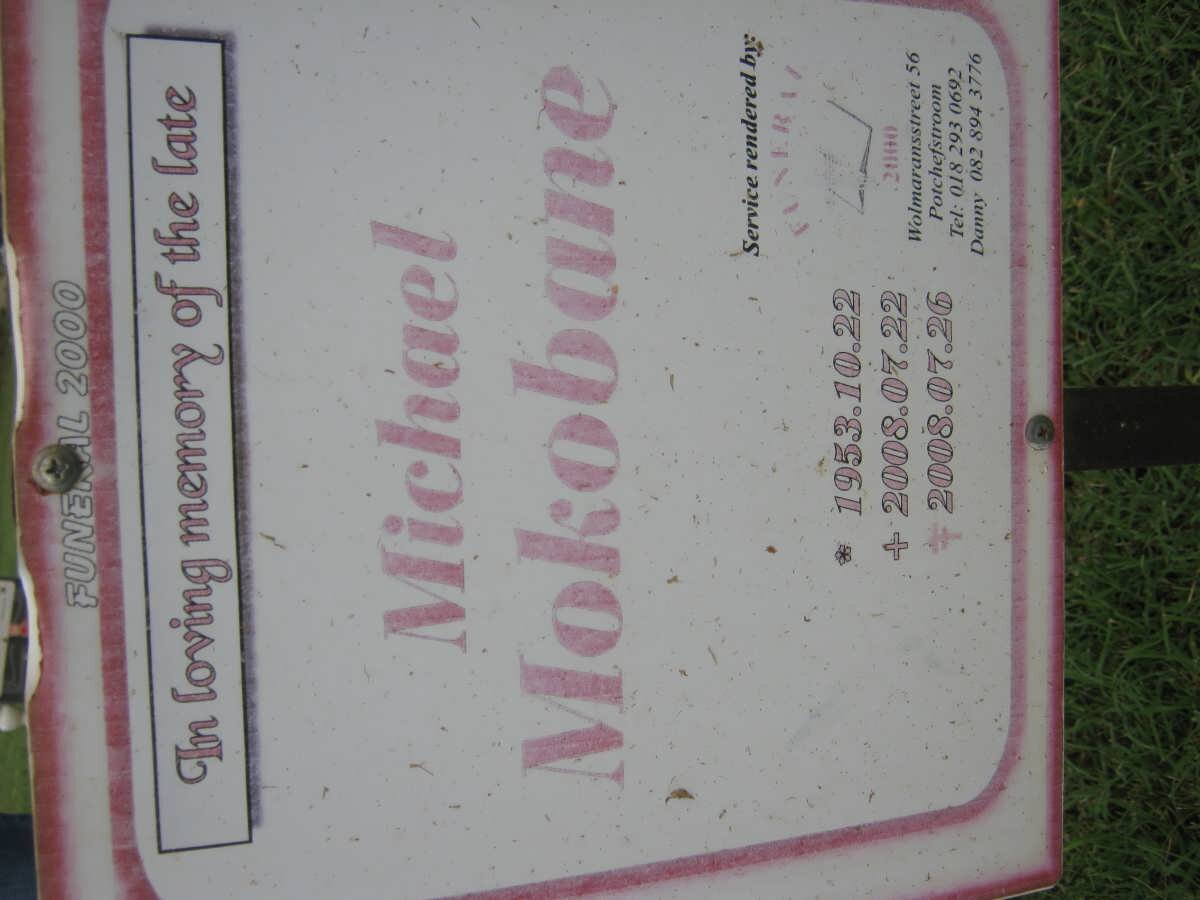 FUNERAL 2000
In loving memory of the late
Michael
Mokobane
Service rendered by:
FUNERAL
2000
* 1953.10.22
+ 2008.07.22
2008.07.26
Wolmaransstreet 56
Potchefstroom
Tel: 018 293 0692
Danny 082 894 3776